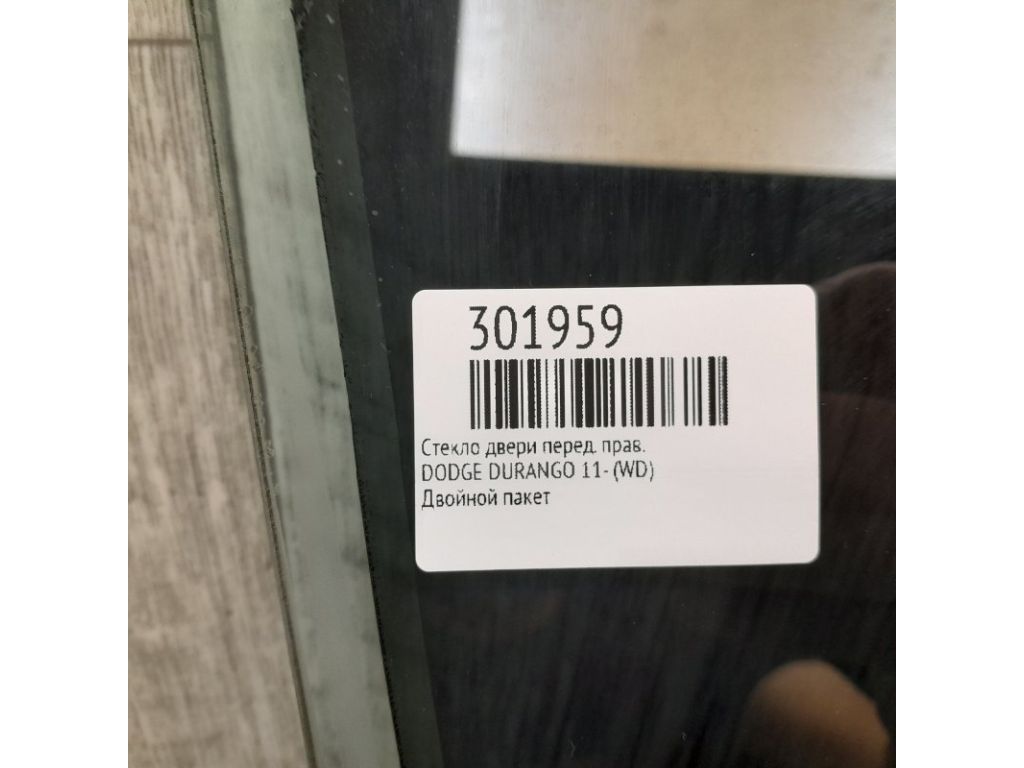 301959
Стекло двери перед. прав.
DODGE DURANGO 11- (WD)
Двойной пакет